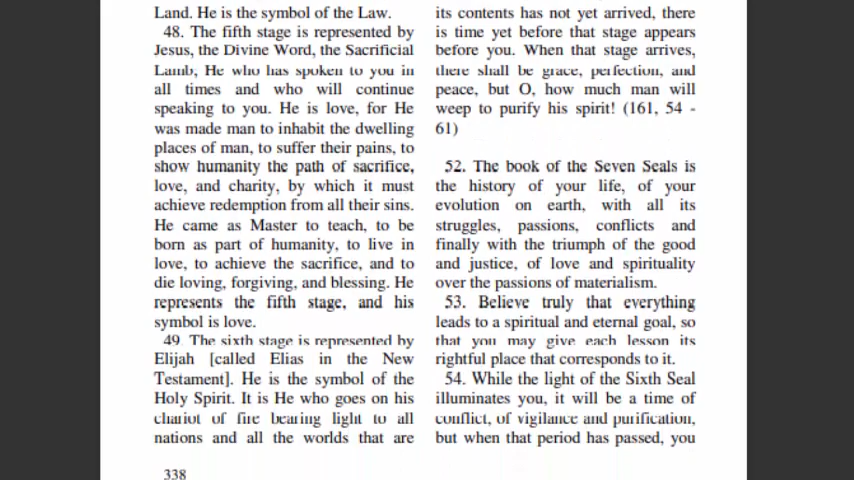 Land. He is the symbol of the Law.
48. The fifth stage is represented by
Jesus, the Divine Word, the Sacrificial
Lamb, He who has spoken to you in
all times and who will continue
speaking to you. He is love, for He
was made man to inhabit the dwelling
places of man, to suffer their pains, to
show humanity the path of sacrifice,
love, and charity, by which it must
achieve redemption from all their sins.
He came as Master to teach, to be
born as part of humanity, to live in
love, to achieve the sacrifice, and to
die loving, forgiving, and blessing. He
represents the fifth stage, and his
symbol is love.
49. The sixth stage is represented by
Elijah [called Elias in the New
Testament]. He is the symbol of the
Holy Spirit. It is He who goes on his
chariot of fire bearing light to all
nations and all the worlds that are
338
its contents has not yet arrived, there
is time yet before that stage appears
before you. When that stage arrives,
there shall be grace, perfection, and
peace, but O, how much man will
weep to purify his spirit! (161, 54 -
61)
52. The book of the Seven Seals is
the history of your life, of your
evolution on earth, with all its
struggles, passions, conflicts and
finally with the triumph of the good
and justice, of love and spirituality
over the passions of materialism.
53. Believe truly that everything
leads to a spiritual and eternal goal, so
that you may give each lesson its
rightful place that corresponds to it.
54. While the light of the Sixth Seal
illuminates you, it will be a time of
conflict, of vigilance and purification,
but when that period has passed, you